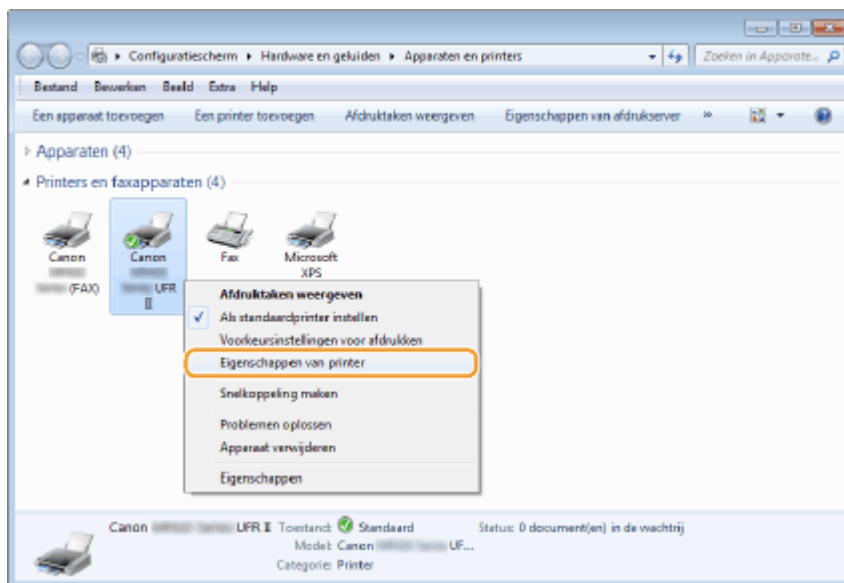 Configuratiescherm ▸ Hardware en geluiden ▸ Apparaten en printers
Zoeken in Apparate...
Bestand Bewerken Beeld Extra Help
Een apparaat toevoegen Een printer toevoegen Afdruktaken weergeven Eigenschappen van afdrukserver »
Apparaten (4)
Printers en faxapparaten (4)
Canon
(FAX)
Canon
UFR
II
Fax
Microsoft
XPS
Afdruktaken weergeven
Als standaardprinter instellen
Voorkeursinstellingen voor afdrukken
Eigenschappen van printer
Snelkoppeling maken
Problemen oplossen
Apparaat verwijderen
Eigenschappen
Canon UFR II Toestand: Standaard Status: 0 document(en) in de wachtrij
Model: Canon UF...
Categorie: Printer